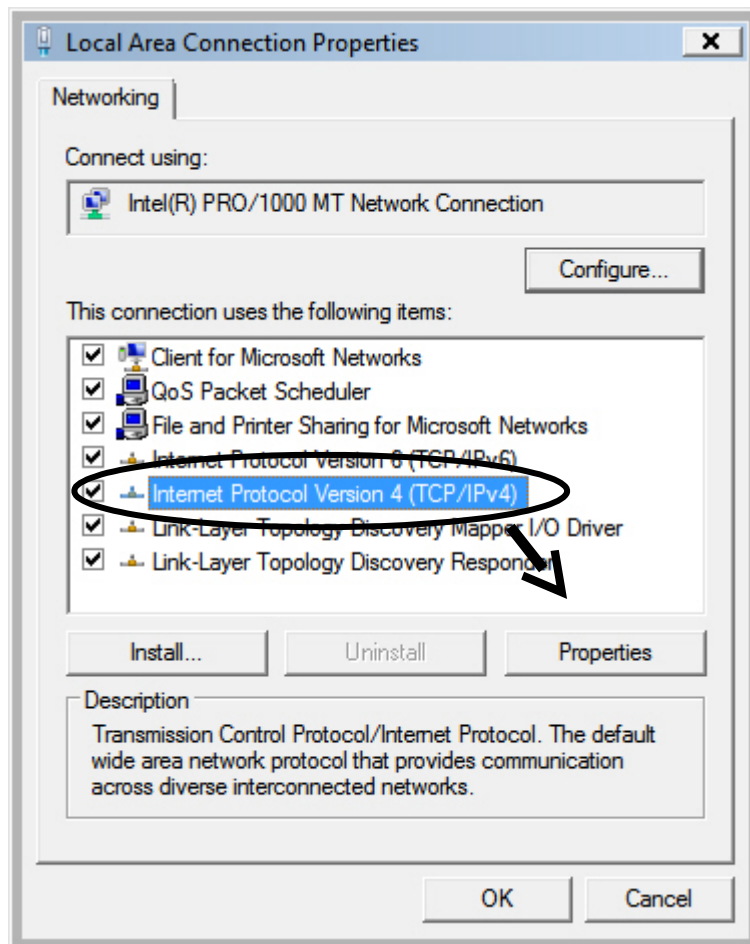 Local Area Connection Properties
Networking
Connect using:
Intel(R) PRO/1000 MT Network Connection
Configure...
This connection uses the following items:
Client for Microsoft Networks
QoS Packet Scheduler
File and Printer Sharing for Microsoft Networks
Internet Protocol Version 6 (TCP/IPv6)
Internet Protocol Version 4 (TCP/IPv4)
Link-Layer Topology Discovery Mapper I/O Driver
Link-Layer Topology Discovery Responder
Install... Uninstall Properties
Description
Transmission Control Protocol/Internet Protocol. The default
wide area network protocol that provides communication
across diverse interconnected networks.
OK Cancel